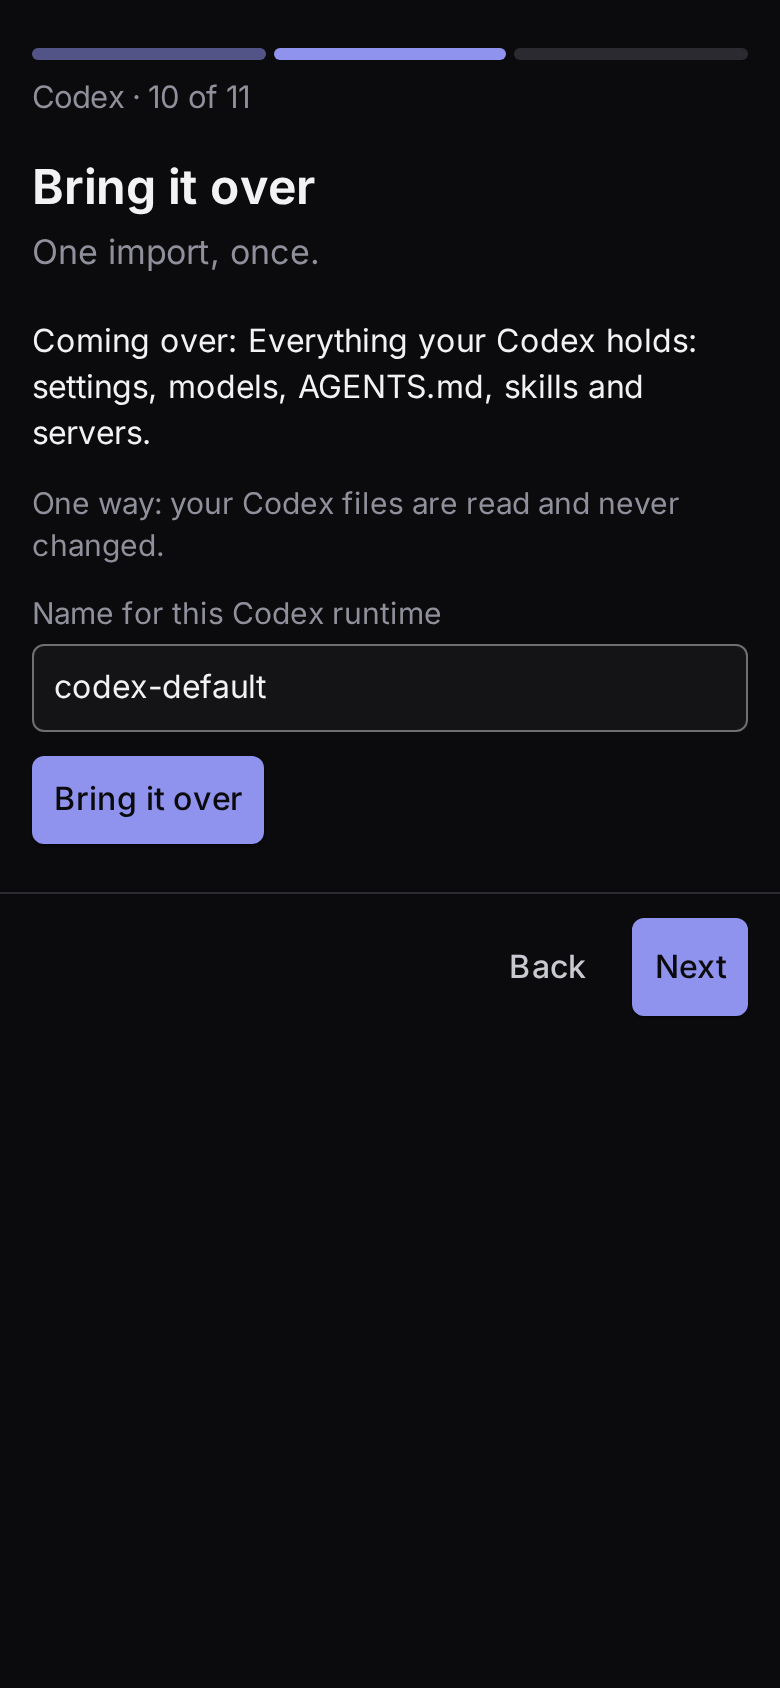 Codex · 10 of 11
Bring it over
One import, once.
Coming over: Everything your Codex holds:
settings, models, AGENTS.md, skills and
servers.
One way: your Codex files are read and never
changed.
Name for this Codex runtime
codex-default
Bring it over
Back
Next